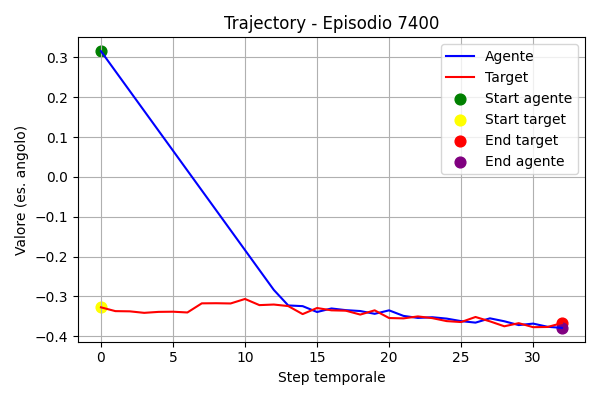 Trajectory - Episodio 7400
Valore (es. angolo)
0.3
0.2
0.1
0.0
−0.1
−0.2
−0.3
−0.4
Agente
Target
Start agente
Start target
End target
End agente
0 5 10 15 20 25 30
Step temporale